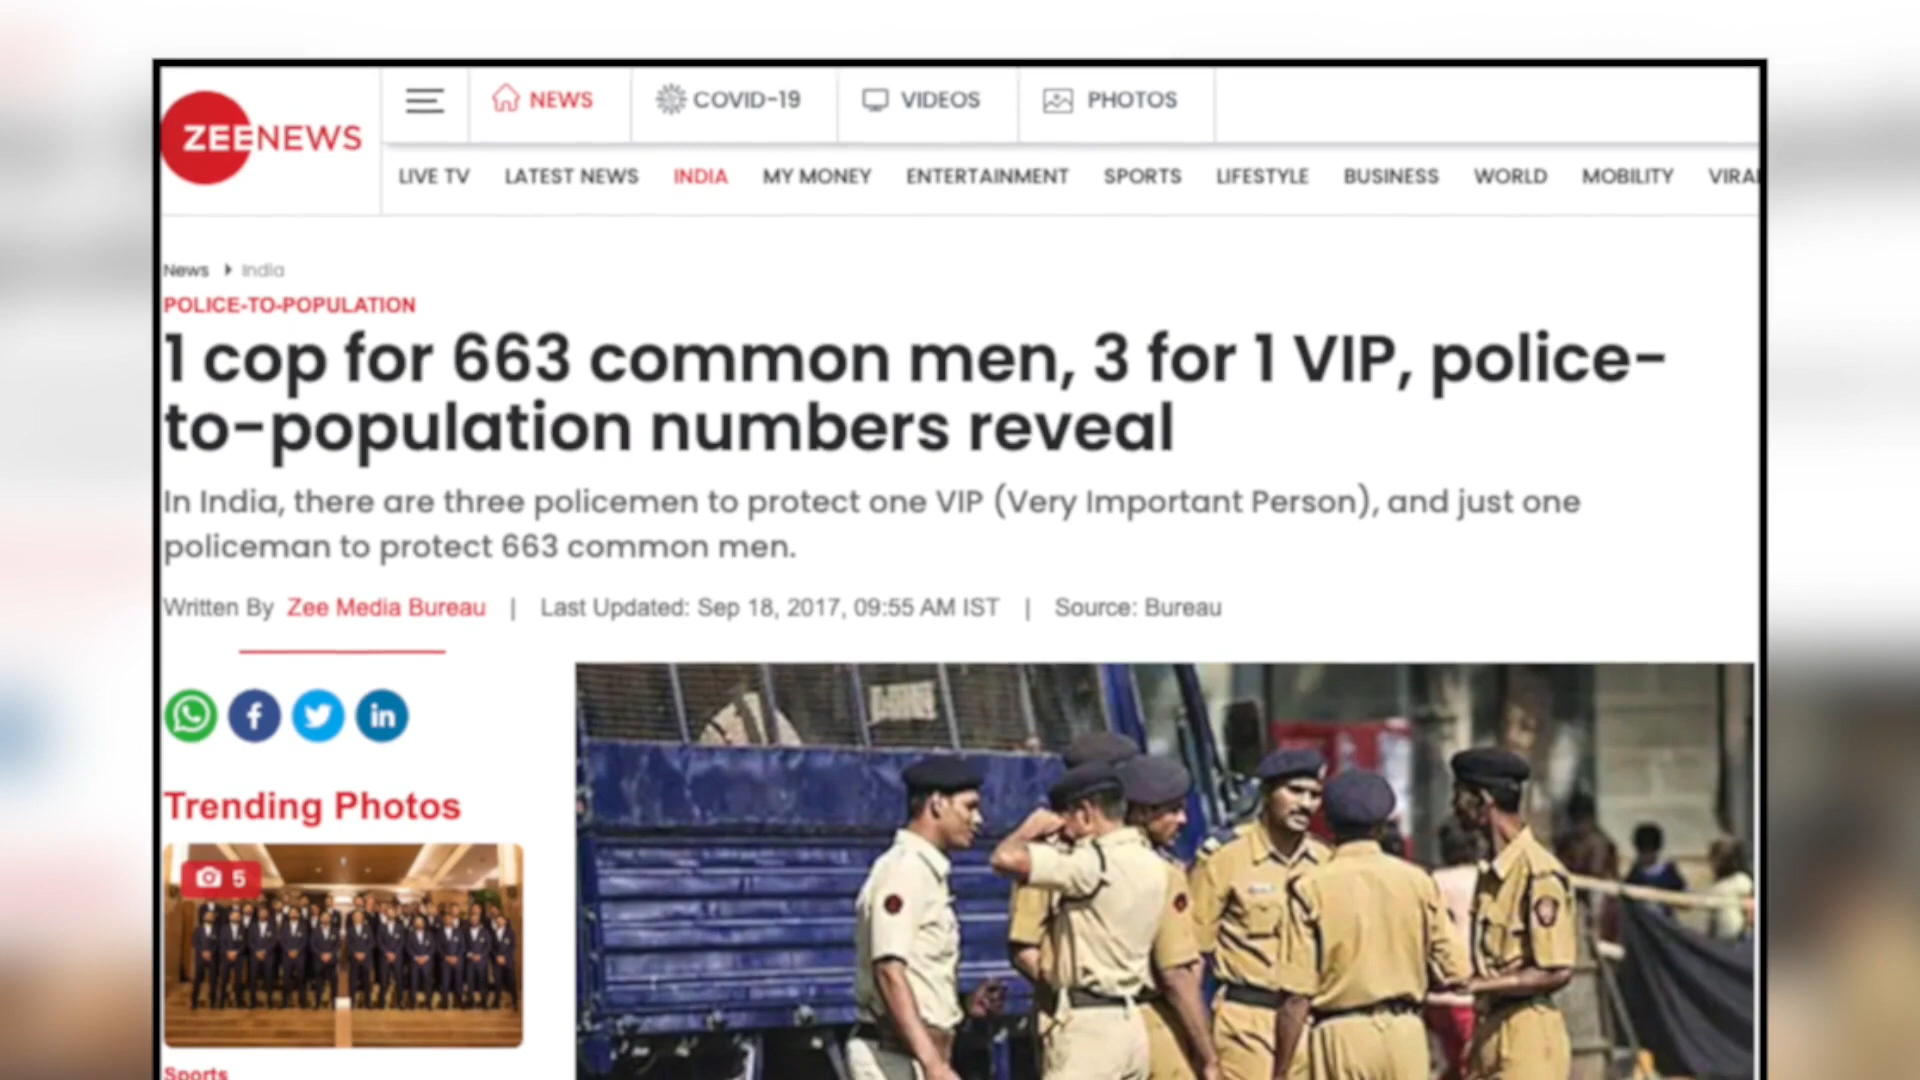 ZEENEWS
NEWS
COVID-19
VIDEOS
PHOTOS
LIVE TV
LATEST NEWS
INDIA
MY MONEY
ENTERTAINMENT
SPORTS
LIFESTYLE
BUSINESS
WORLD
MOBILITY
VIRAL
News
India
POLICE-TO-POPULATION
1 cop for 663 common men, 3 for 1 VIP, police-
to-population numbers reveal
In India, there are three policemen to protect one VIP (Very Important Person), and just one
policeman to protect 663 common men.
Written By Zee Media Bureau | Last Updated: Sep 18, 2017, 09:55 AM IST | Source: Bureau
Trending Photos
5
Sports